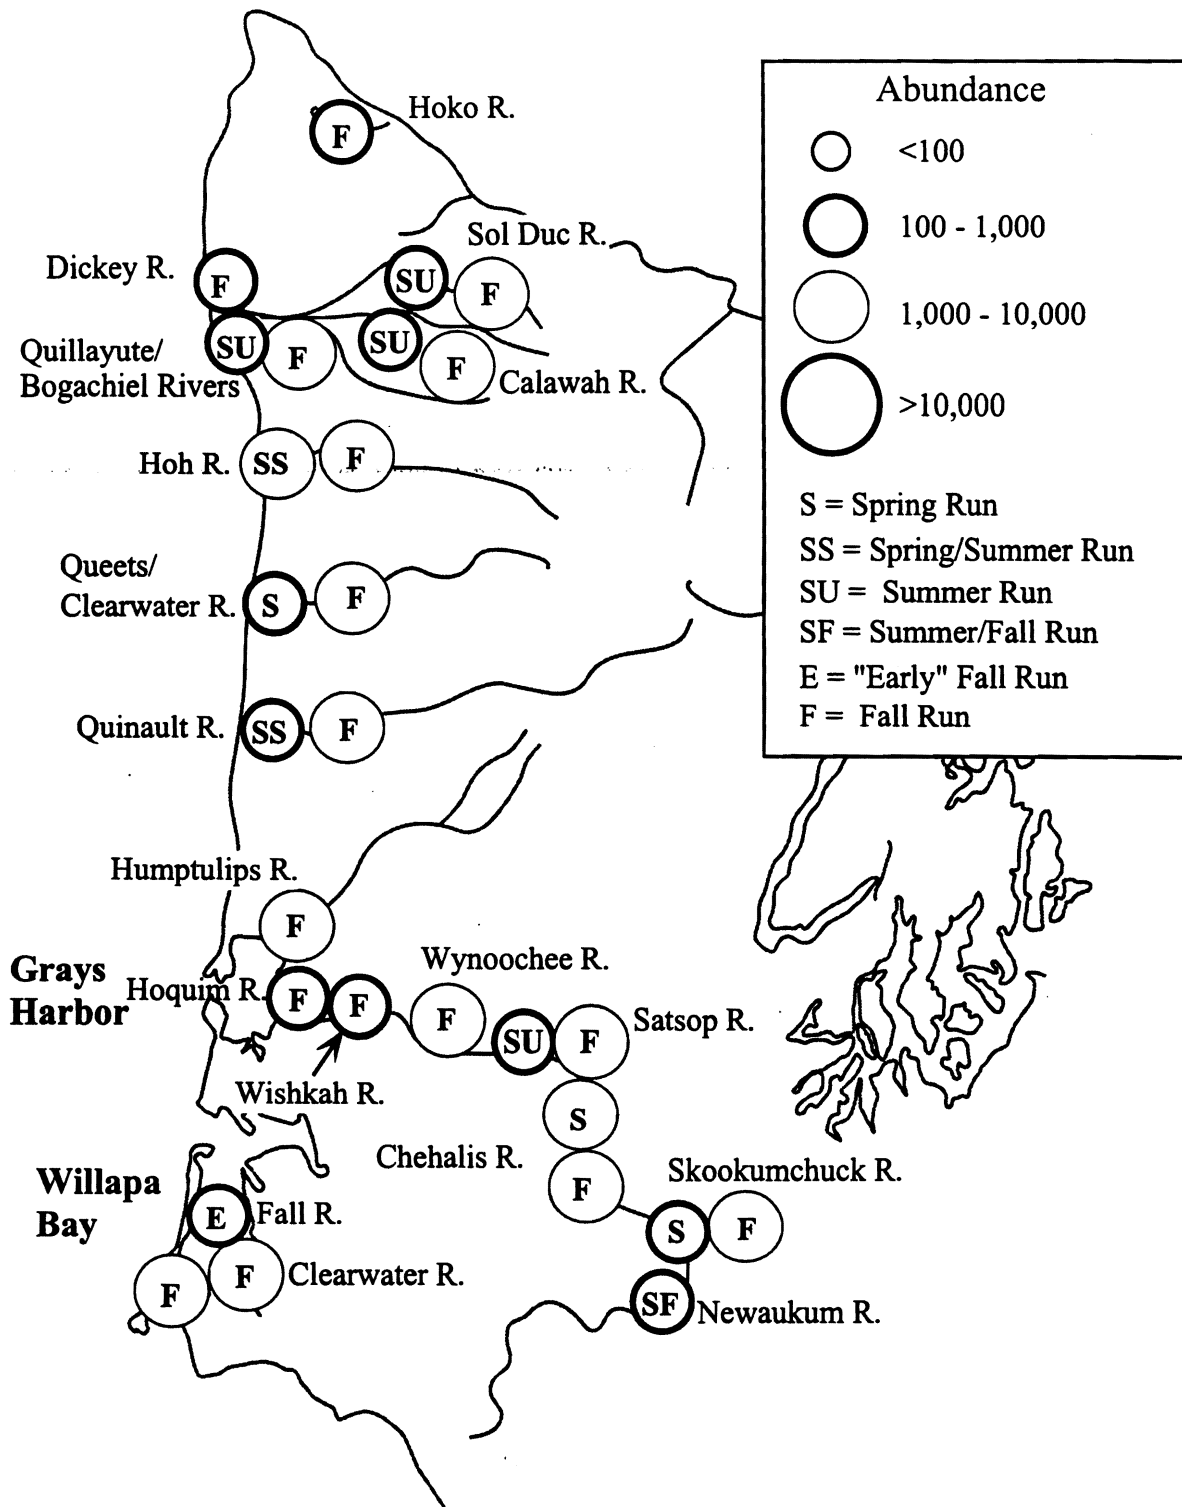 Abundance
<100
100 - 1,000
1,000 - 10,000
>10,000
S = Spring Run
SS = Spring/Summer Run
SU = Summer Run
SF = Summer/Fall Run
E = "Early" Fall Run
F = Fall Run
Hoko R.
F
Sol Duc R.
Dickey R.
F
SU
F
Quillayute/
Bogachiel Rivers
SU
F
SU
F
Calawah R.
Hoh R.
SS
F
Queets/
Clearwater R.
S
F
Quinault R.
SS
F
Humptulips R.
F
Grays
Harbor
Hoquim R.
F
F
Wishkah R.
Wynoochee R.
F
SU
F
Satsop R.
S
Chehalis R.
F
Skookumchuck R.
S
F
SF
Newaukum R.
Willapa
Bay
E
Fall R.
F
F
Clearwater R.